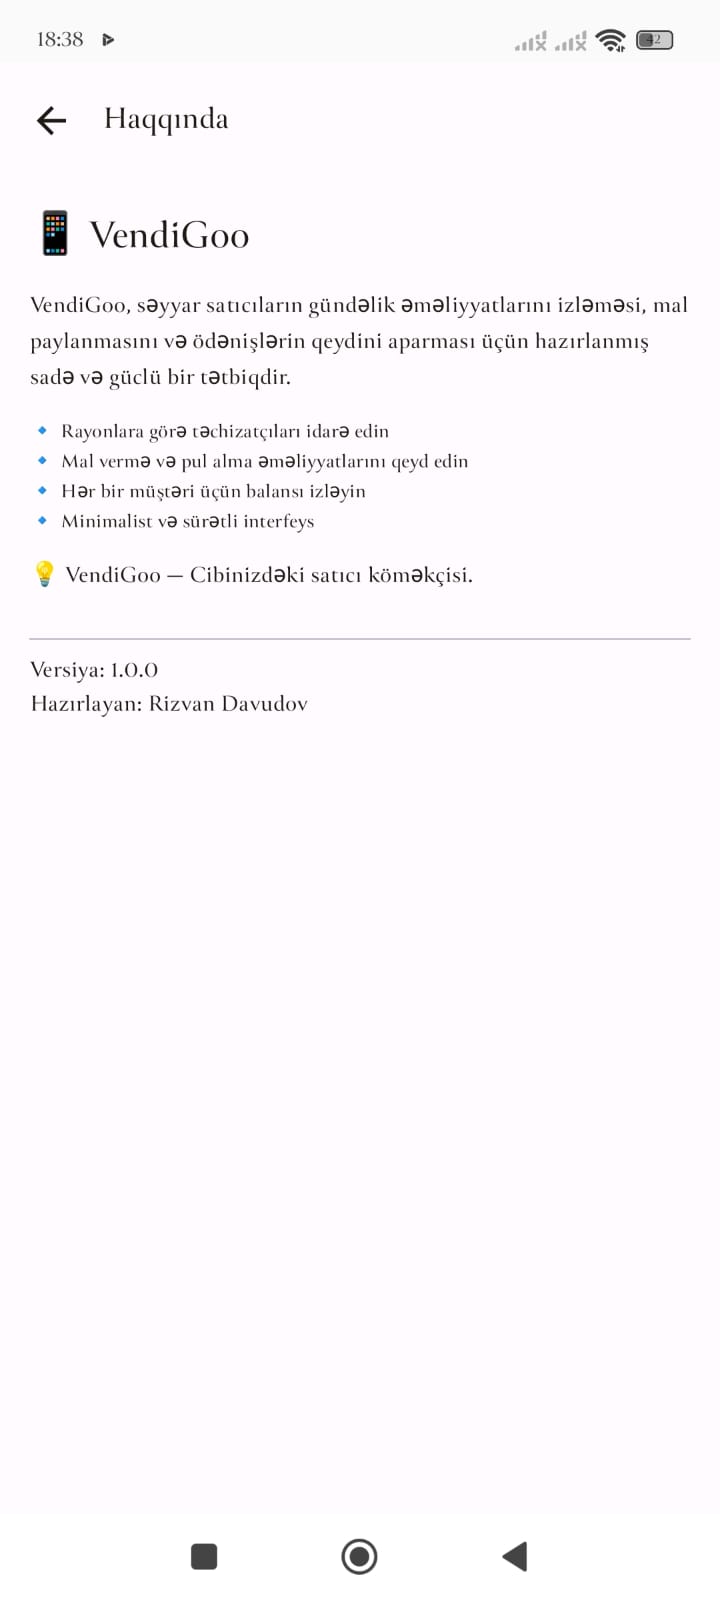 18:38
42
Haqqında
📱 VendiGoo
VendiGoo, səyyar satıcıların gündəlik əməliyyatlarını izləməsi, mal
paylanmasını və ödənişlərin qeydini aparması üçün hazırlanmış
sadə və güclü bir tətbiqdir.
🔹 Rayonlara görə təchizatçıları idarə edin
🔹 Mal vermə və pul alma əməliyyatlarını qeyd edin
🔹 Hər bir müştəri üçün balansı izləyin
🔹 Minimalist və sürətli interfeys
💡 VendiGoo — Cibinizdəki satıcı köməkçisi.
Versiya: 1.0.0
Hazırlayan: Rizvan Davudov